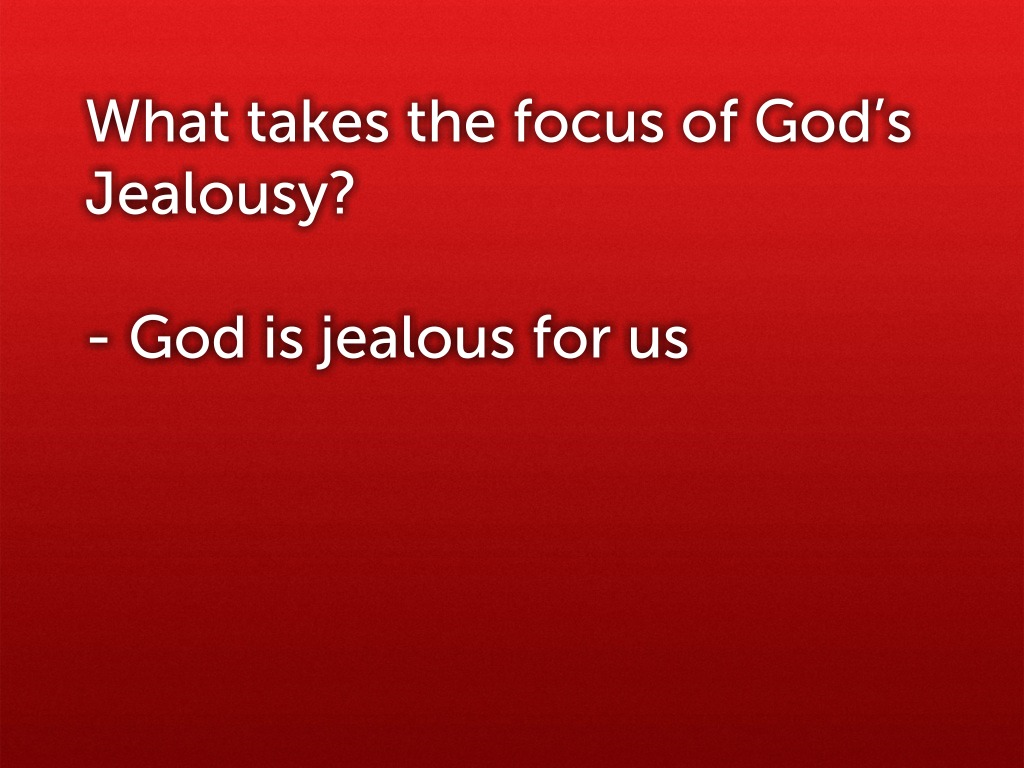 What takes the focus of God’s
Jealousy?
- God is jealous for us